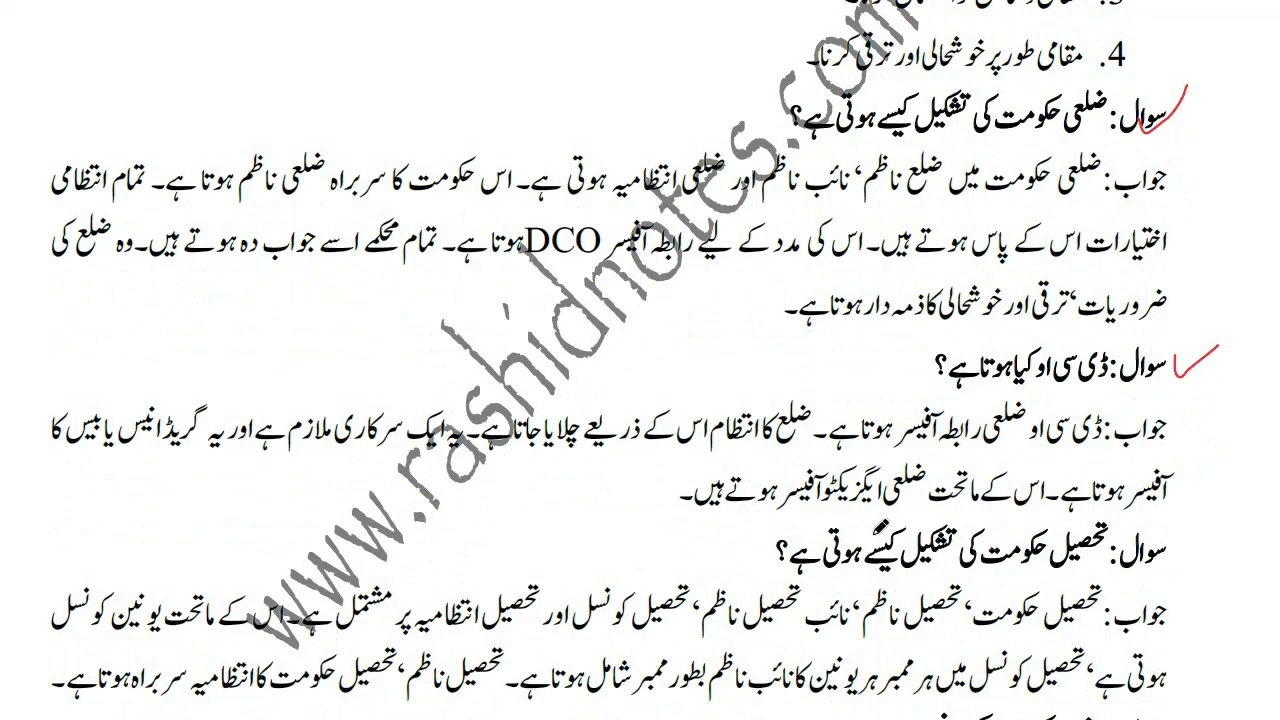 4. مقامی طور پر خوشحالی اور ترقی کرنا۔
سوال: ضلعی حکومت کی تشکیل کیسے ہوتی ہے؟
جواب: ضلعی حکومت میں ضلع ناظم، نائب ناظم اور ضلعی انتظامیہ ہوتی ہے۔ اس حکومت کا سربراہ ضلعی ناظم ہوتا ہے۔ تمام انتظامی
اختیارات اس کے پاس ہوتے ہیں۔ اس کی مدد کے لیے رابطہ آفیسر DCO ہوتا ہے۔ تمام محکمے اسے جواب دہ ہوتے ہیں۔ وہ ضلع کی
ضروریات، ترقی اور خوشحالی کا ذمہ دار ہوتا ہے۔
سوال: ڈی سی او کیا ہوتا ہے؟
جواب: ڈی سی او ضلعی رابطہ آفیسر ہوتا ہے۔ ضلع کا انتظام اس کے ذریعے چلایا جاتا ہے۔ یہ ایک سرکاری ملازم ہے اور یہ گریڈ انیس یا بیس کا
آفیسر ہوتا ہے۔ اس کے ماتحت ضلعی ایگزیکٹو آفیسر ہوتے ہیں۔
سوال: تحصیل حکومت کی تشکیل کیسے ہوتی ہے؟
جواب: تحصیل حکومت، تحصیل ناظم، نائب تحصیل ناظم، تحصیل کونسل اور تحصیل انتظامیہ پر مشتمل ہے۔ اس کے ماتحت یونین کونسل
ہوتی ہے، تحصیل کونسل میں ہر ممبر ہر یونین کا نائب ناظم بطور ممبر شامل ہوتا ہے۔ تحصیل ناظم، تحصیل حکومت کا انتظامیہ سربراہ ہوتا ہے۔
www.rashidnotes.com